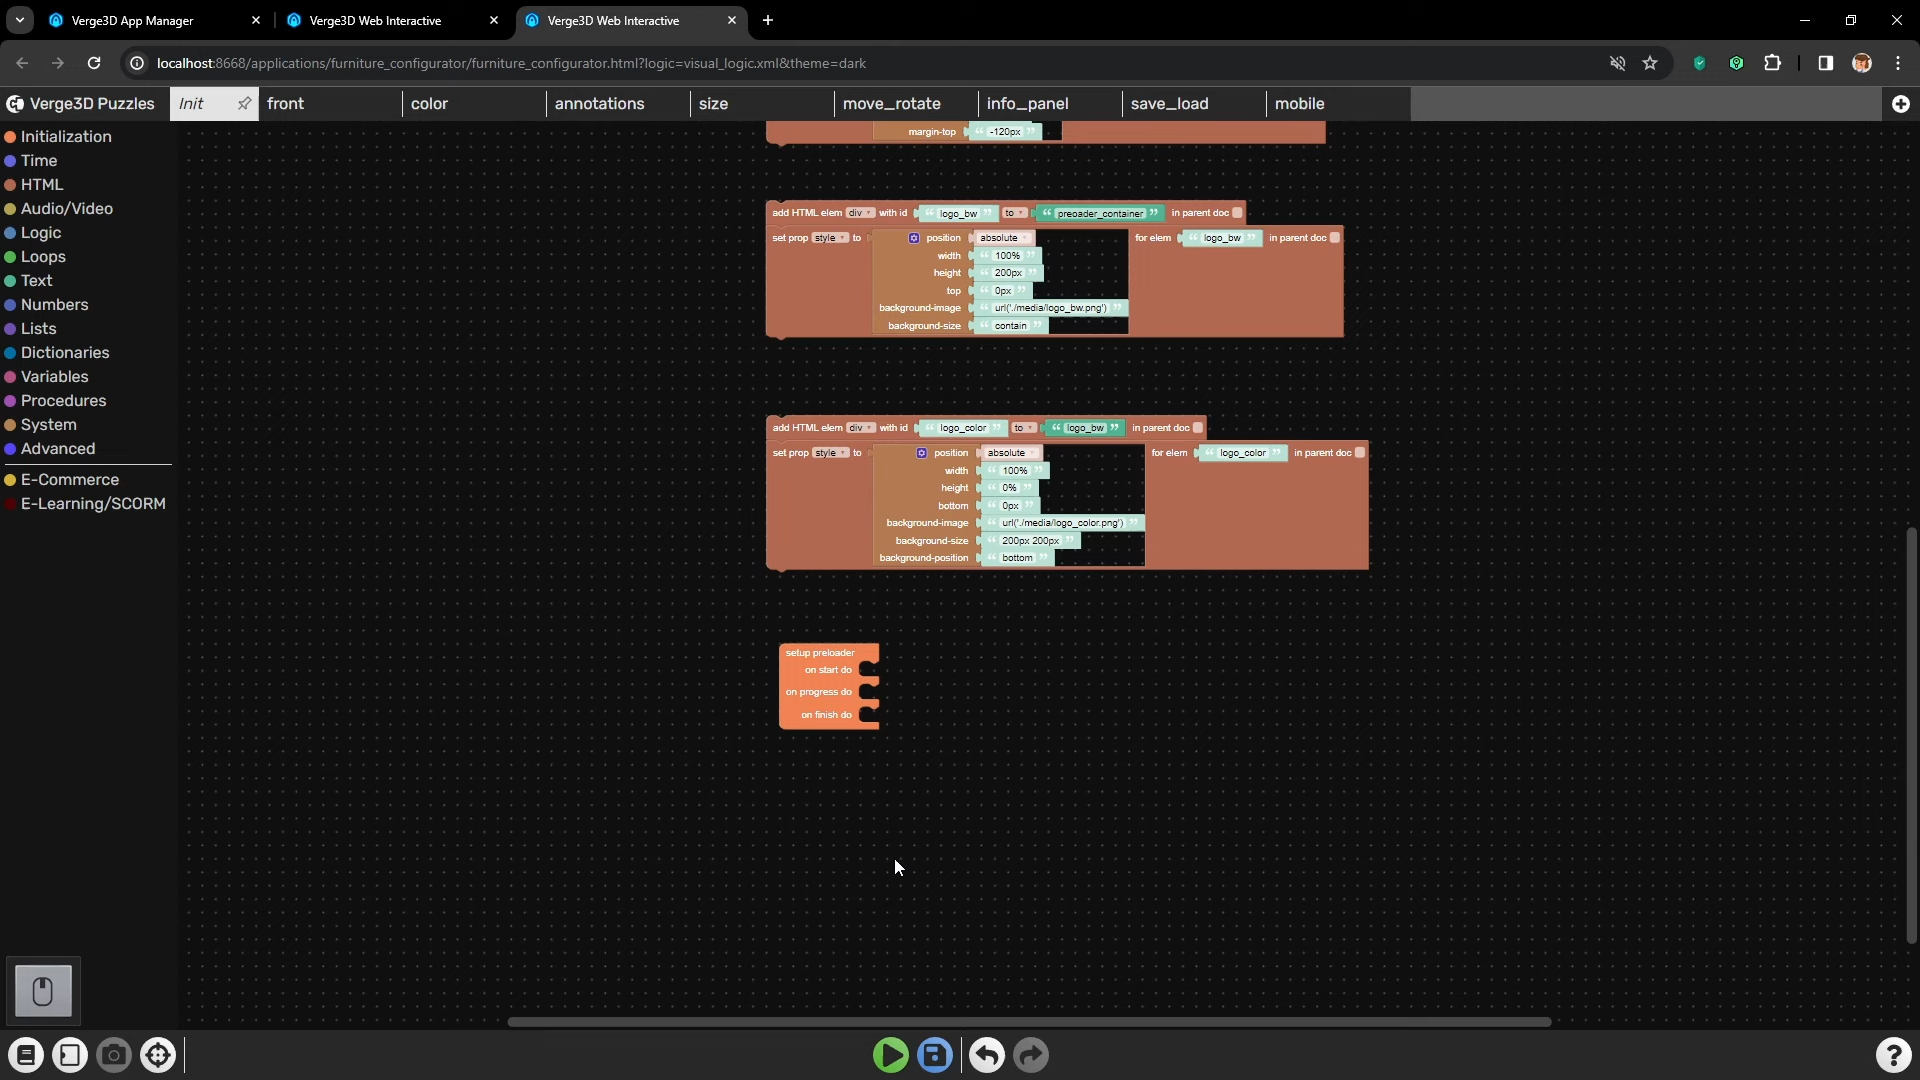 Verge3D App Manager
Verge3D Web Interactive
Verge3D Web Interactive
localhost:8668/applications/furniture_configurator/furniture_configurator.html?logic=visual_logic.xml&theme=dark
Verge3D Puzzles
Init
front
color
annotations
size
move_rotate
info_panel
save_load
mobile
Initialization
Time
HTML
Audio/Video
Logic
Loops
Text
Numbers
Lists
Dictionaries
Variables
Procedures
System
Advanced
E-Commerce
E-Learning/SCORM
margin-top “ -120px ”
add HTML elem div with id “ logo_bw ” to “ preoader_container ” in parent doc
set prop style to position absolute for elem “ logo_bw ” in parent doc
width “ 100% ”
height “ 200px ”
top “ 0px ”
background-image “ url('./media/logo_bw.png') ”
background-size “ contain ”
add HTML elem div with id “ logo_color ” to “ logo_bw ” in parent doc
set prop style to position absolute for elem “ logo_color ” in parent doc
width “ 100% ”
height “ 0% ”
bottom “ 0px ”
background-image “ url('./media/logo_color.png') ”
background-size “ 200px 200px ”
background-position “ bottom ”
setup preloader
on start do
on progress do
on finish do
?